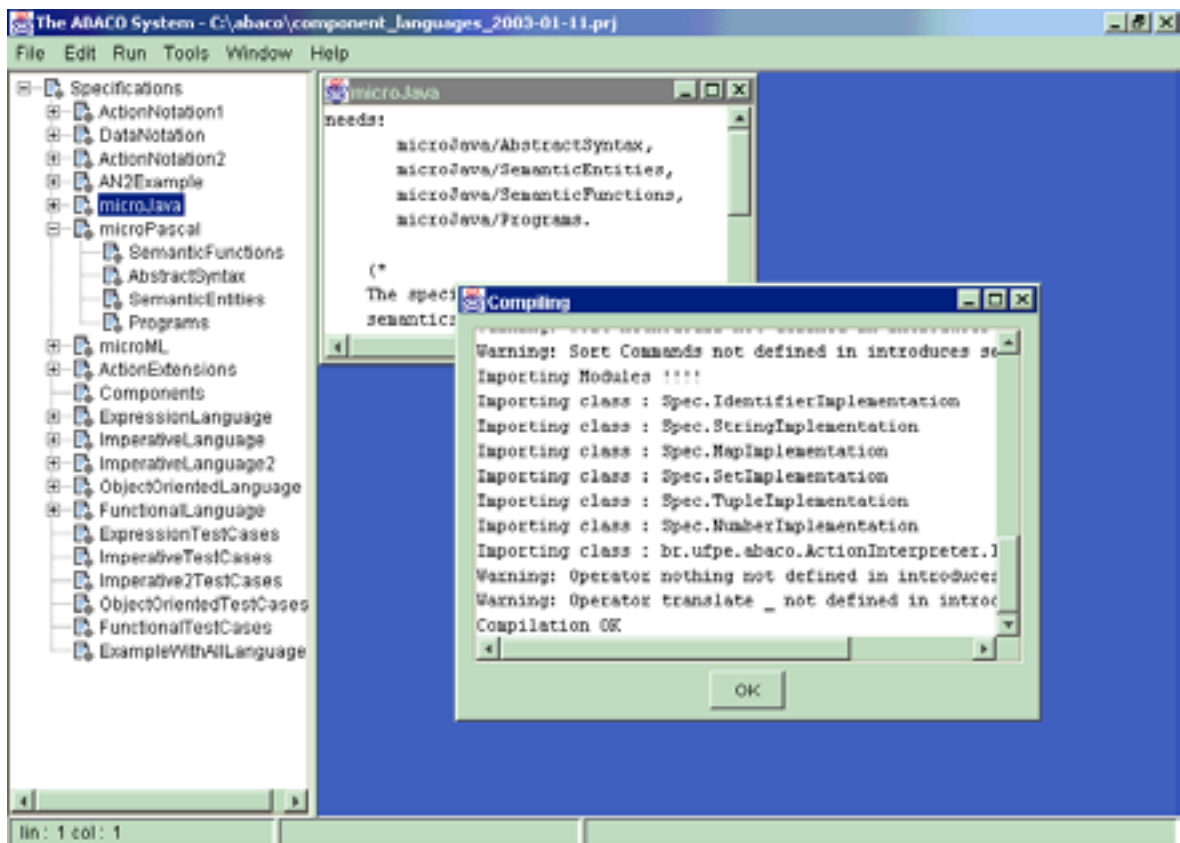 The ABACO System - C:\abaco\component_languages_2003-01-11.prj
File Edit Run Tools Window Help
Specifications
ActionNotation1
DataNotation
ActionNotation2
AN2Example
microJava
microPascal
SemanticFunctions
AbstractSyntax
SemanticEntities
Programs
microML
ActionExtensions
Components
ExpressionLanguage
ImperativeLanguage
ImperativeLanguage2
ObjectOrientedLanguage
FunctionalLanguage
ExpressionTestCases
ImperativeTestCases
Imperative2TestCases
ObjectOrientedTestCases
FunctionalTestCases
ExampleWithAllLanguage
microJava
needs:
microJava/AbstractSyntax,
microJava/SemanticEntities,
microJava/SemanticFunctions,
microJava/Programs.
(*
The speci
semantics
Compiling
Warning: Sort Commands not defined in introduces se
Importing Modules !!!!
Importing class : Spec.IdentifierImplementation
Importing class : Spec.StringImplementation
Importing class : Spec.MapImplementation
Importing class : Spec.SetImplementation
Importing class : Spec.TupleImplementation
Importing class : Spec.NumberImplementation
Importing class : br.ufpe.abaco.ActionInterpreter.I
Warning: Operator nothing not defined in introduces
Warning: Operator translate _ not defined in introd
Compilation OK
OK
lin : 1 col : 1